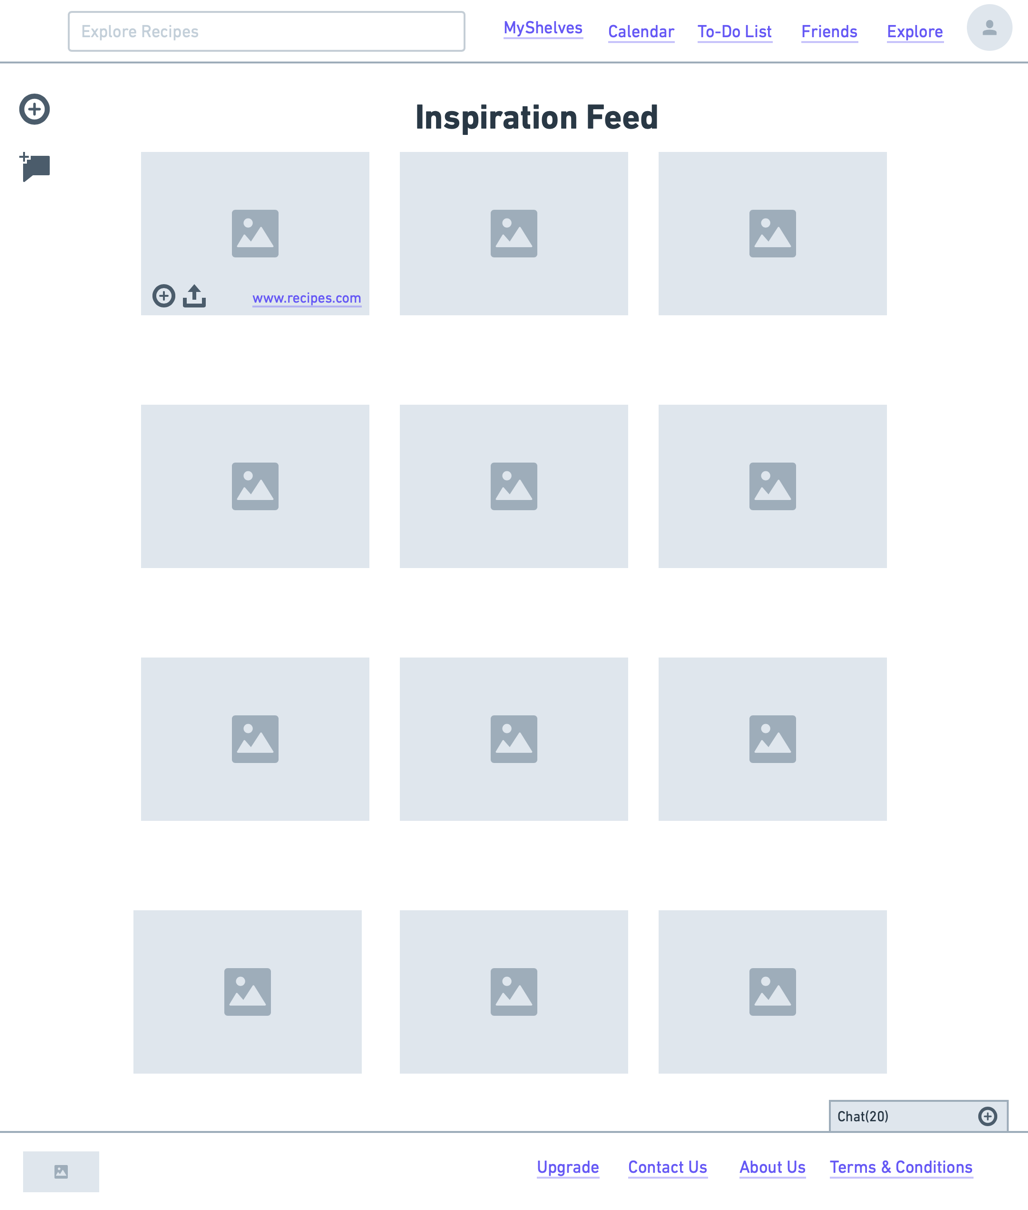 Explore Recipes
MyShelves
Calendar
To-Do List
Friends
Explore
Inspiration Feed
www.recipes.com
Chat(20)
Upgrade
Contact Us
About Us
Terms & Conditions